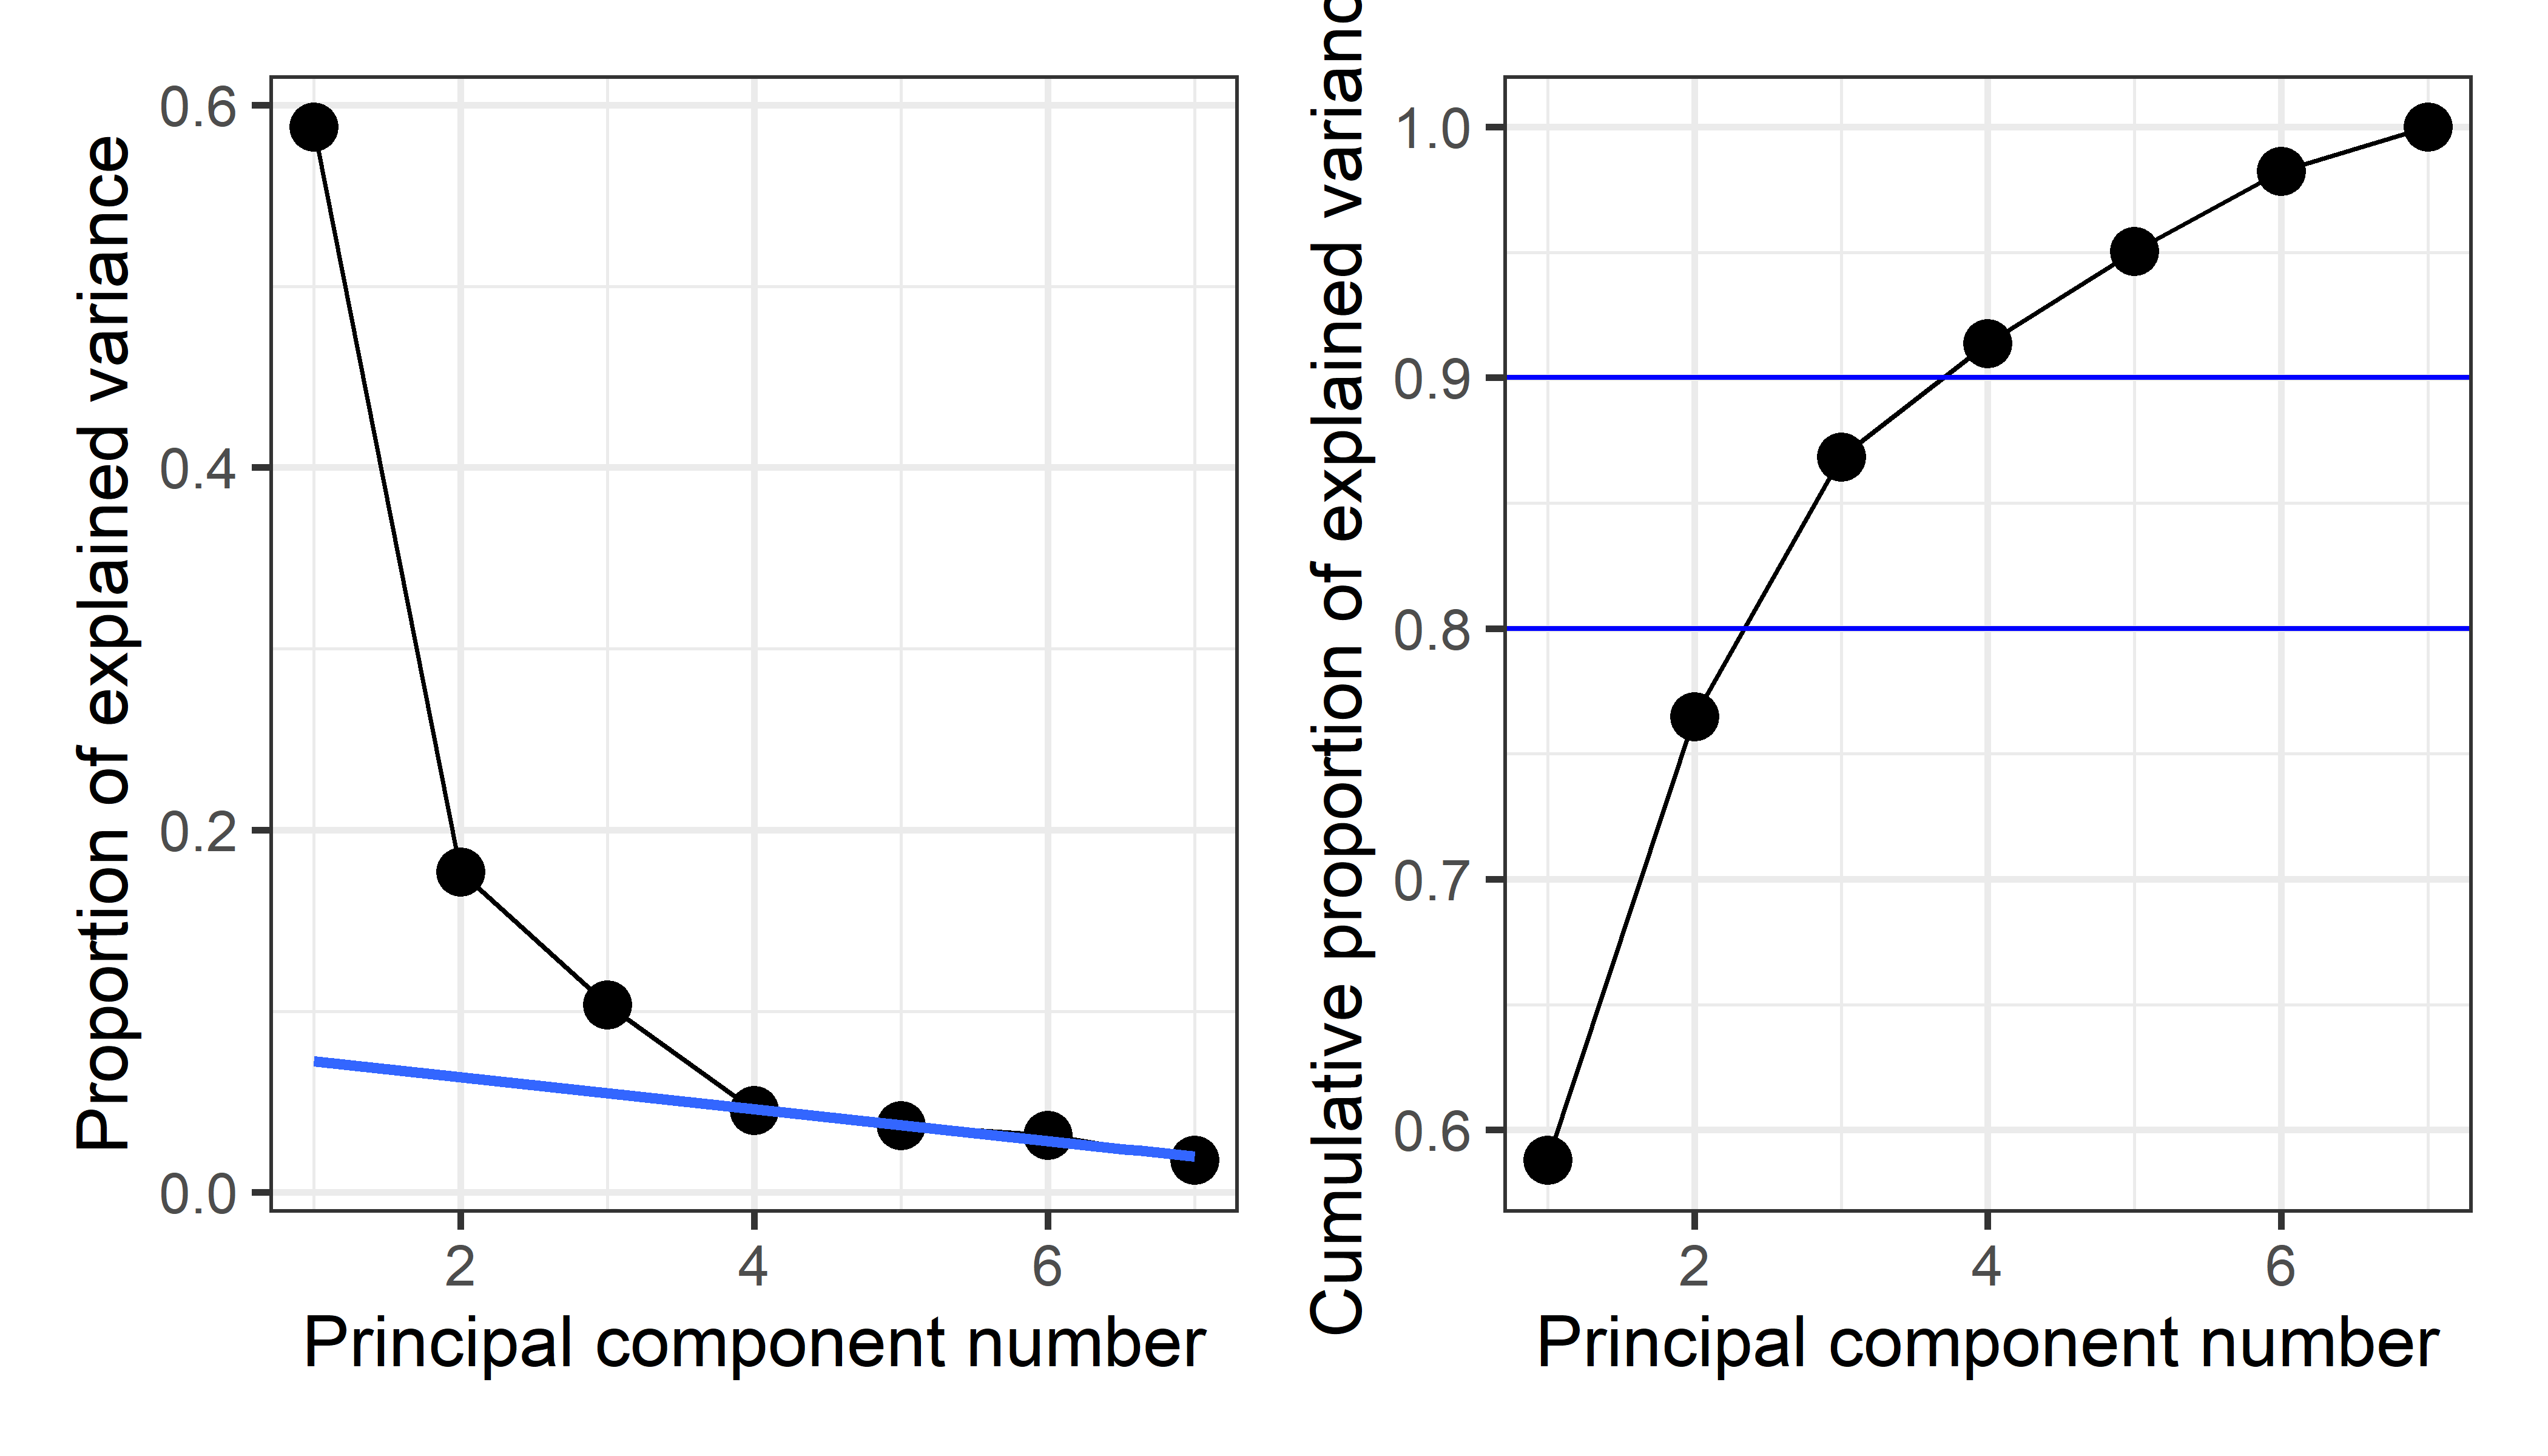 Proportion of explained variance
0.6
0.4
0.2
0.0
2 4 6
Principal component number
Cumulative proportion of explained varianc
1.0
0.9
0.8
0.7
0.6
2 4 6
Principal component number